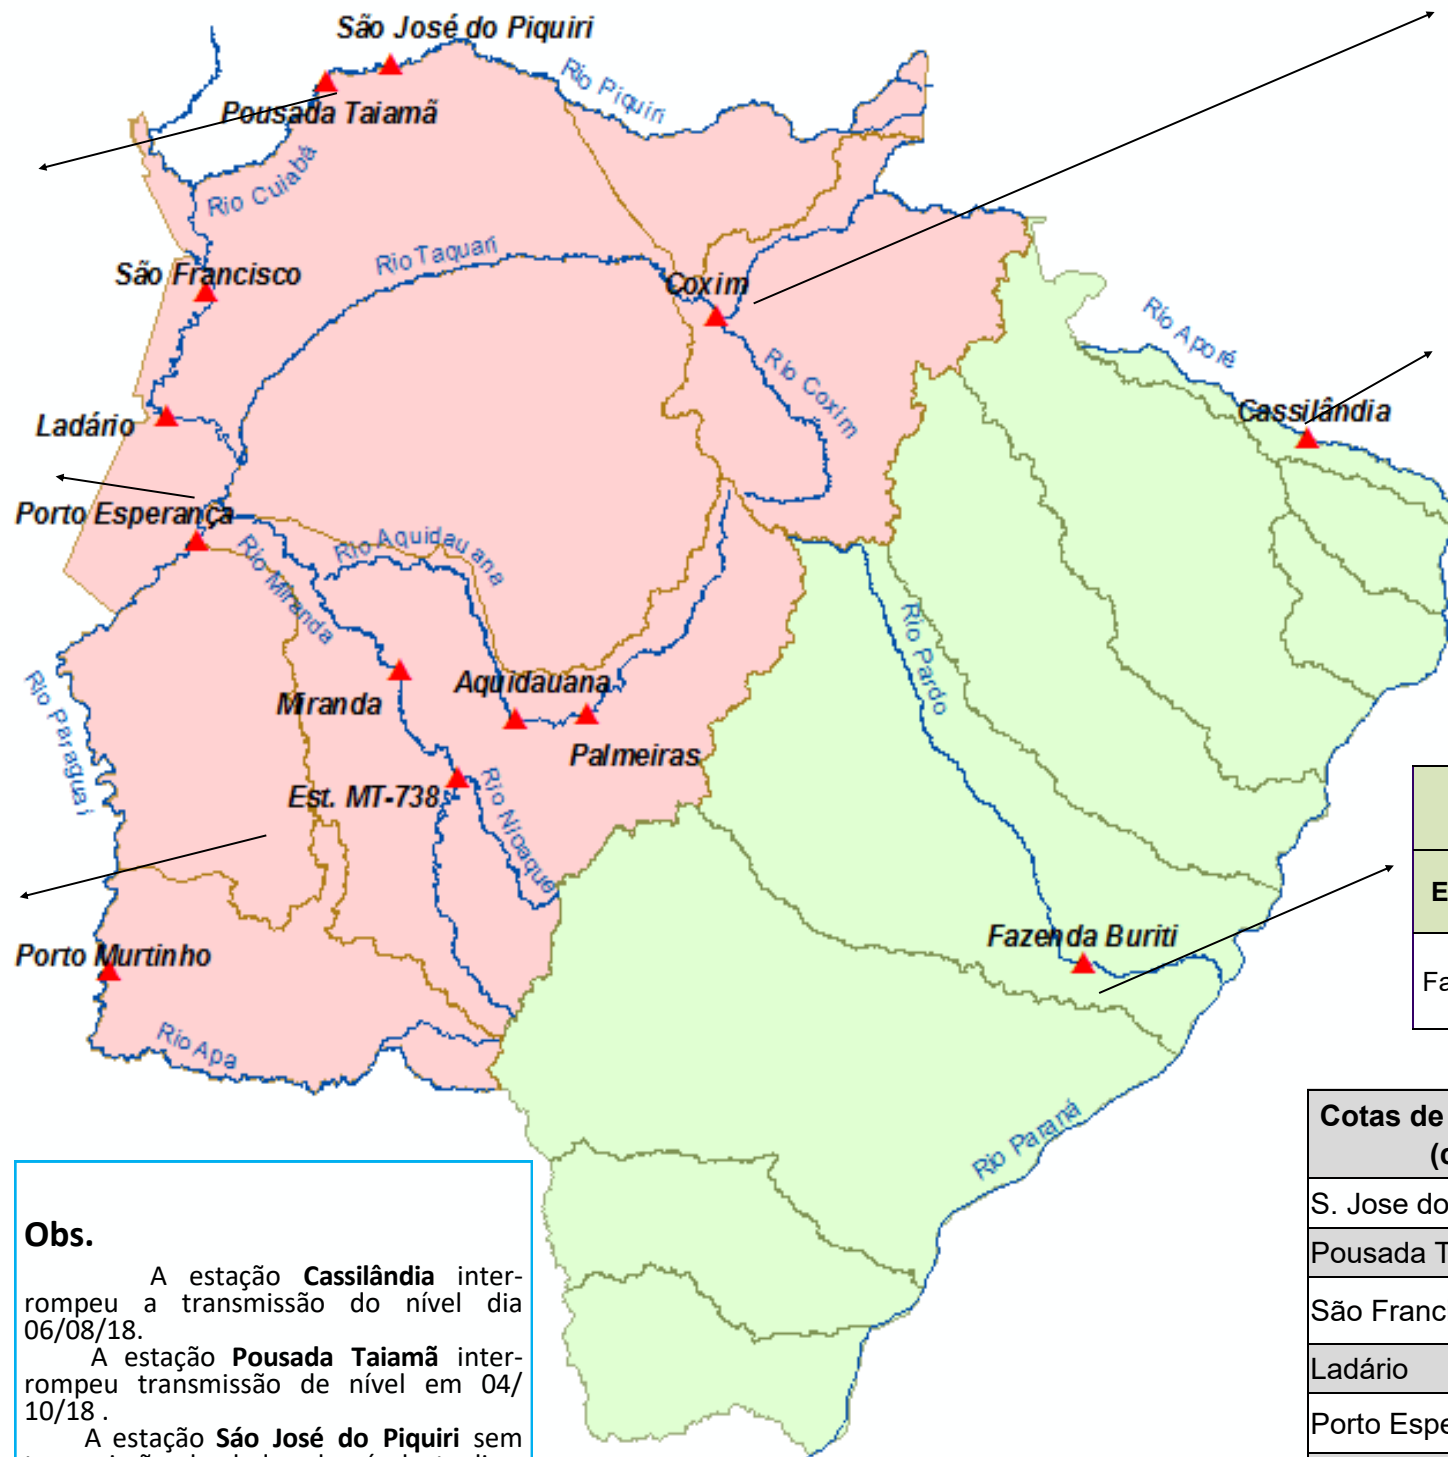 São José do Piquiri
Rio Piquiri
Pousada Taiamã
Rio Cuiabá
Rio Taquari
São Francisco
Coxim
Rio Aporé
Rio Coxim
Cassilândia
Ladário
Porto Esperança
Rio Aquidauana
Rio Miranda
Rio Pardo
Aquidauana
Rio Paraguai
Miranda
Palmeiras
Est. MT-738
Rio Nioaque
E
Fazenda Buriti
Porto Murtinho
Fa
Rio Apa
Rio Paraná
Cotas de
(
S. Jose do
Pousada T
São Franc
Ladário
Porto Espe
Obs.
A estação Cassilândia inter-
rompeu a transmissão do nível dia
06/08/18.
A estação Pousada Taiamã inter-
rompeu transmissão de nível em 04/
10/18 .
A estação Sáo José do Piquiri sem